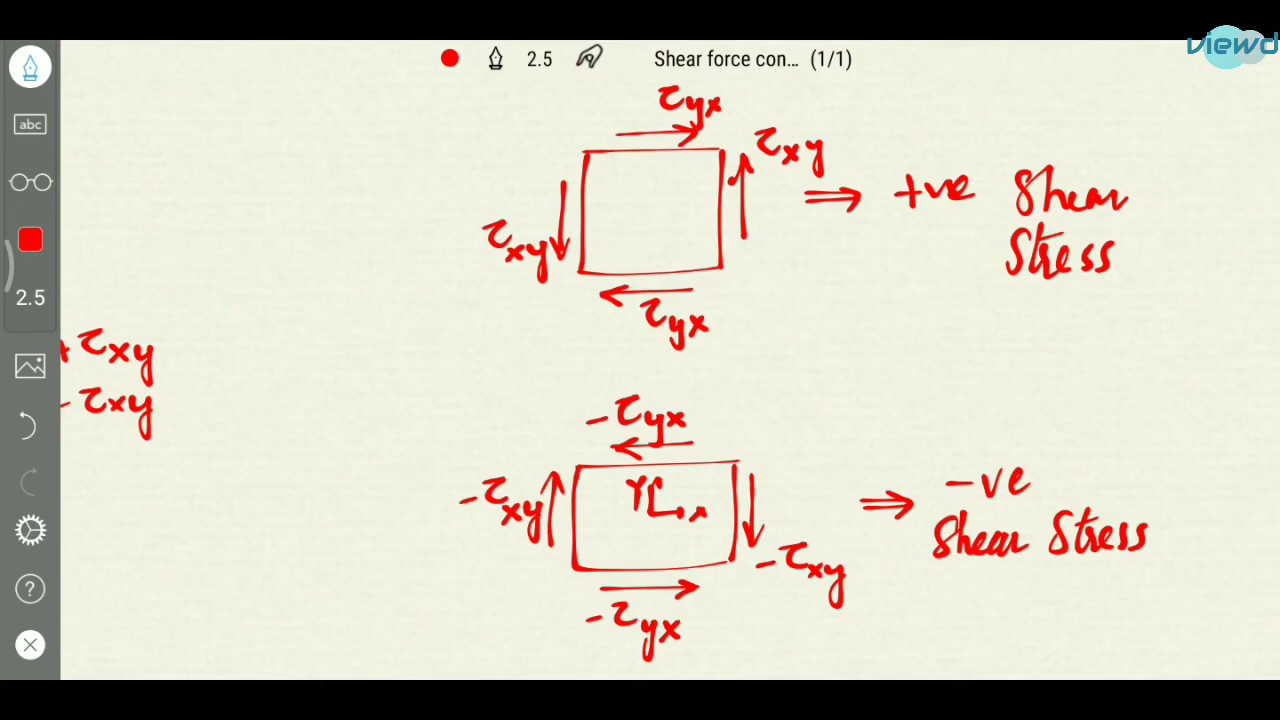 viewd
2.5
Shear force con... (1/1)
abc
2.5
τyx
τxy
τxy
τyx
⇒ +ve Shear
Stress
+ τxy
- τxy
-τyx
-τxy
y
x
-τxy
-τyx
⇒ -ve
Shear Stress
?